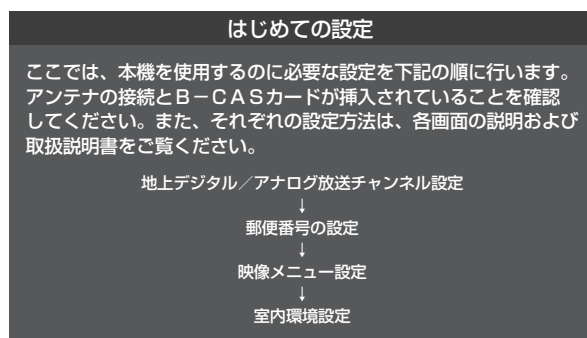 はじめての設定
ここでは、本機を使用するのに必要な設定を下記の順に行います。
アンテナの接続とB－CASカードが挿入されていることを確認
してください。また、それぞれの設定方法は、各画面の説明および
取扱説明書をご覧ください。
地上デジタル／アナログ放送チャンネル設定
↓
郵便番号の設定
↓
映像メニュー設定
↓
室内環境設定